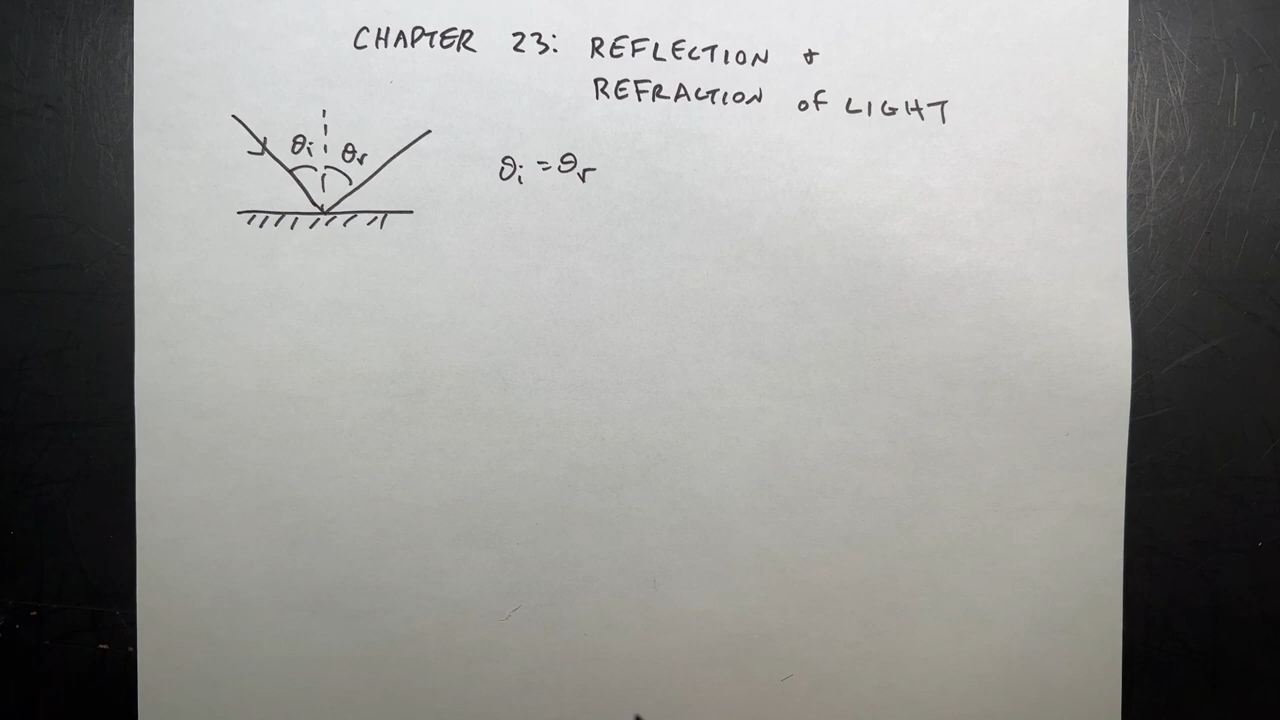 CHAPTER 23: REFLECTION &
REFRACTION of LIGHT
θi θr
θi = θr